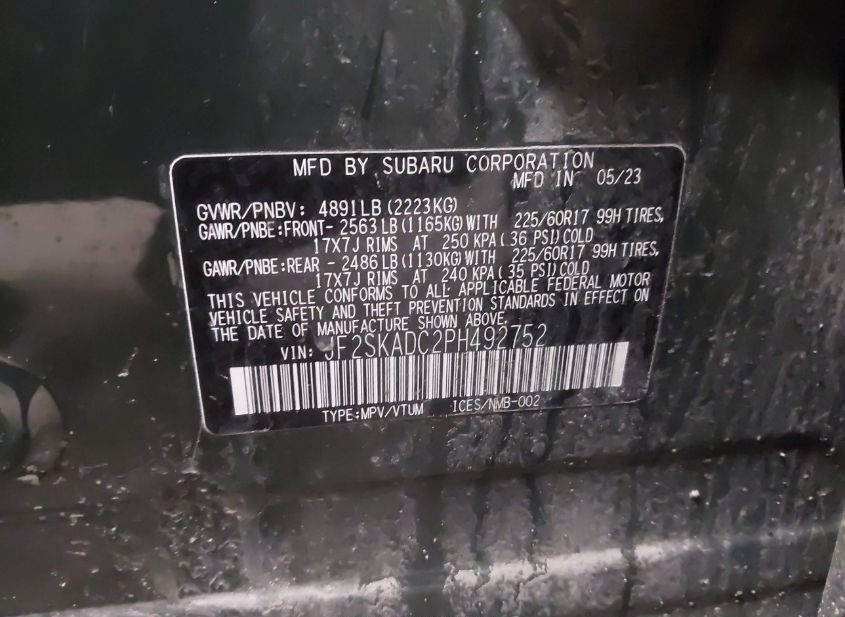 MFD BY SUBARU CORPORATION
MFD IN 05/23
GVWR/PNBV: 4891LB(2223KG)
GAWR/PNBE:FRONT- 2563LB(1165KG)WITH 225/60R17 99H TIRES,
17X7J RIMS AT 250 KPA( 36 PSI)COLD
GAWR/PNBE:REAR - 2486LB(1130KG)WITH 225/60R17 99H TIRES,
17X7J RIMS AT 240 KPA( 35 PSI)COLD
THIS VEHICLE CONFORMS TO ALL APPLICABLE FEDERAL MOTOR
VEHICLE SAFETY AND THEFT PREVENTION STANDARDS IN EFFECT ON
THE DATE OF MANUFACTURE SHOWN ABOVE.
VIN: JF2SKADC2PH492752
TYPE:MPV/VTUM ICES/NMB-002